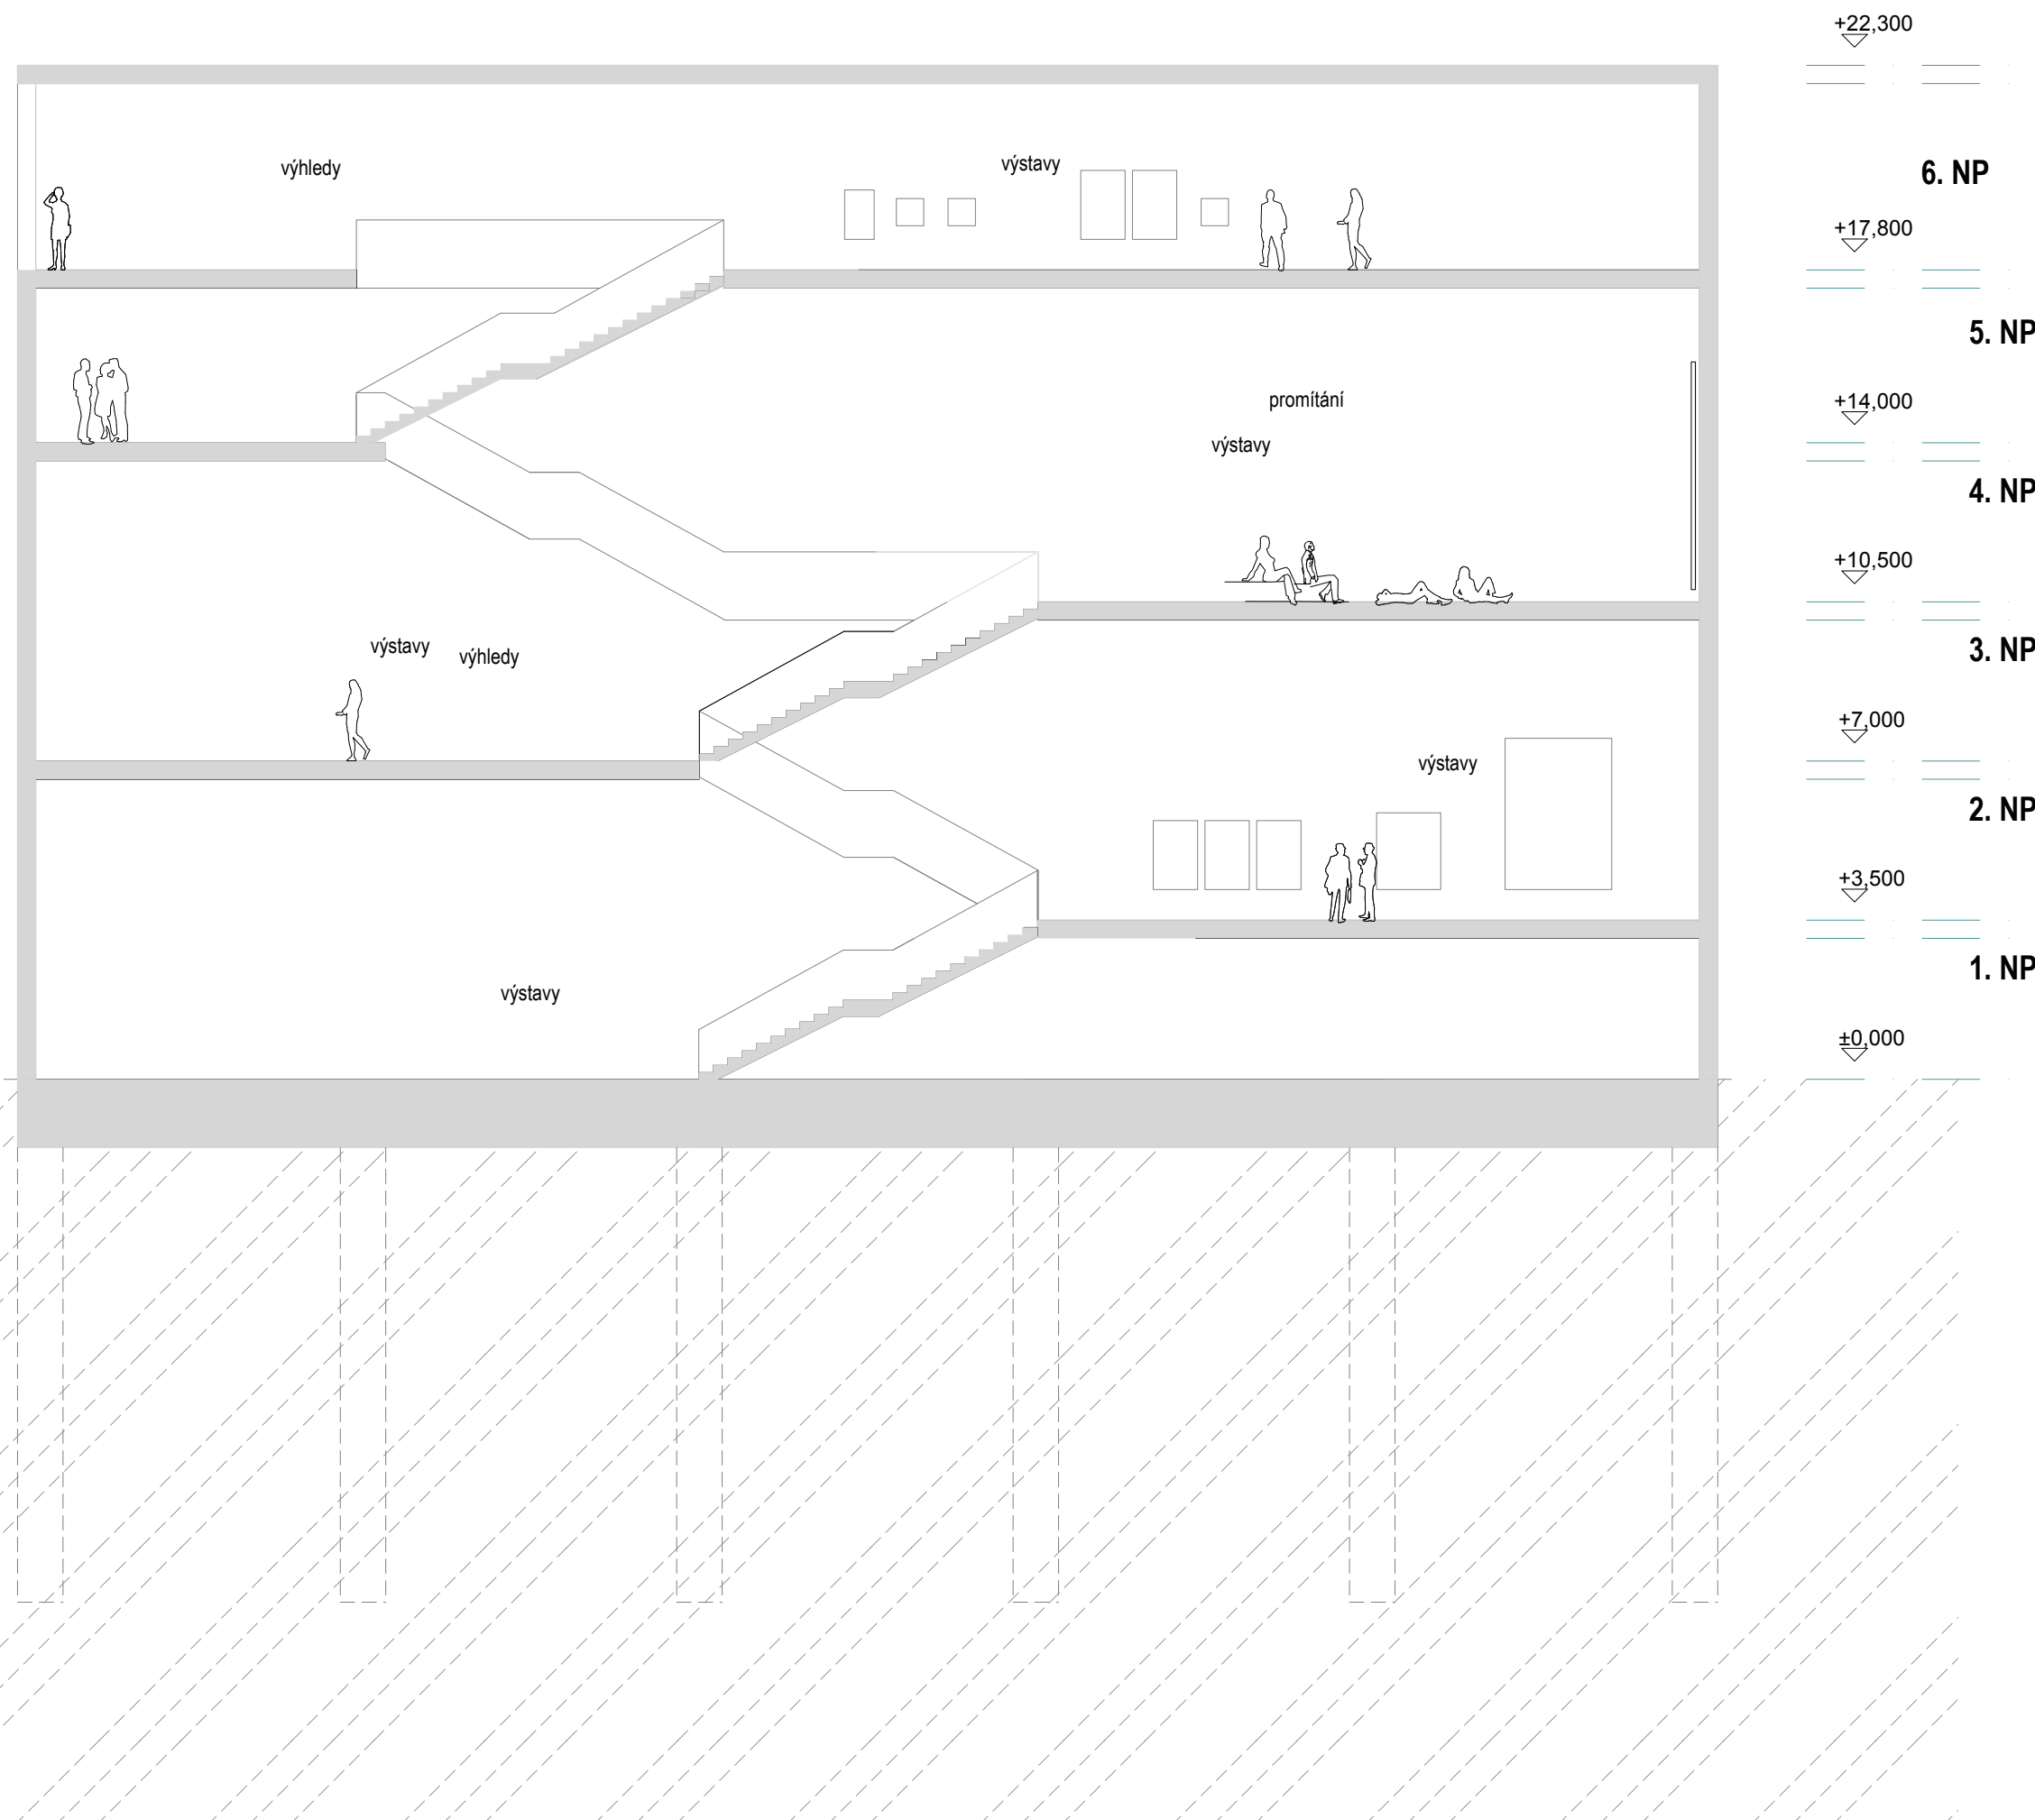 +22,300
výhledy
výstavy
6. NP
+17,800
5. NP
promítání
+14,000
výstavy
4. NP
+10,500
výstavy
výhledy
3. NP
+7,000
výstavy
2. NP
+3,500
1. NP
výstavy
±0,000